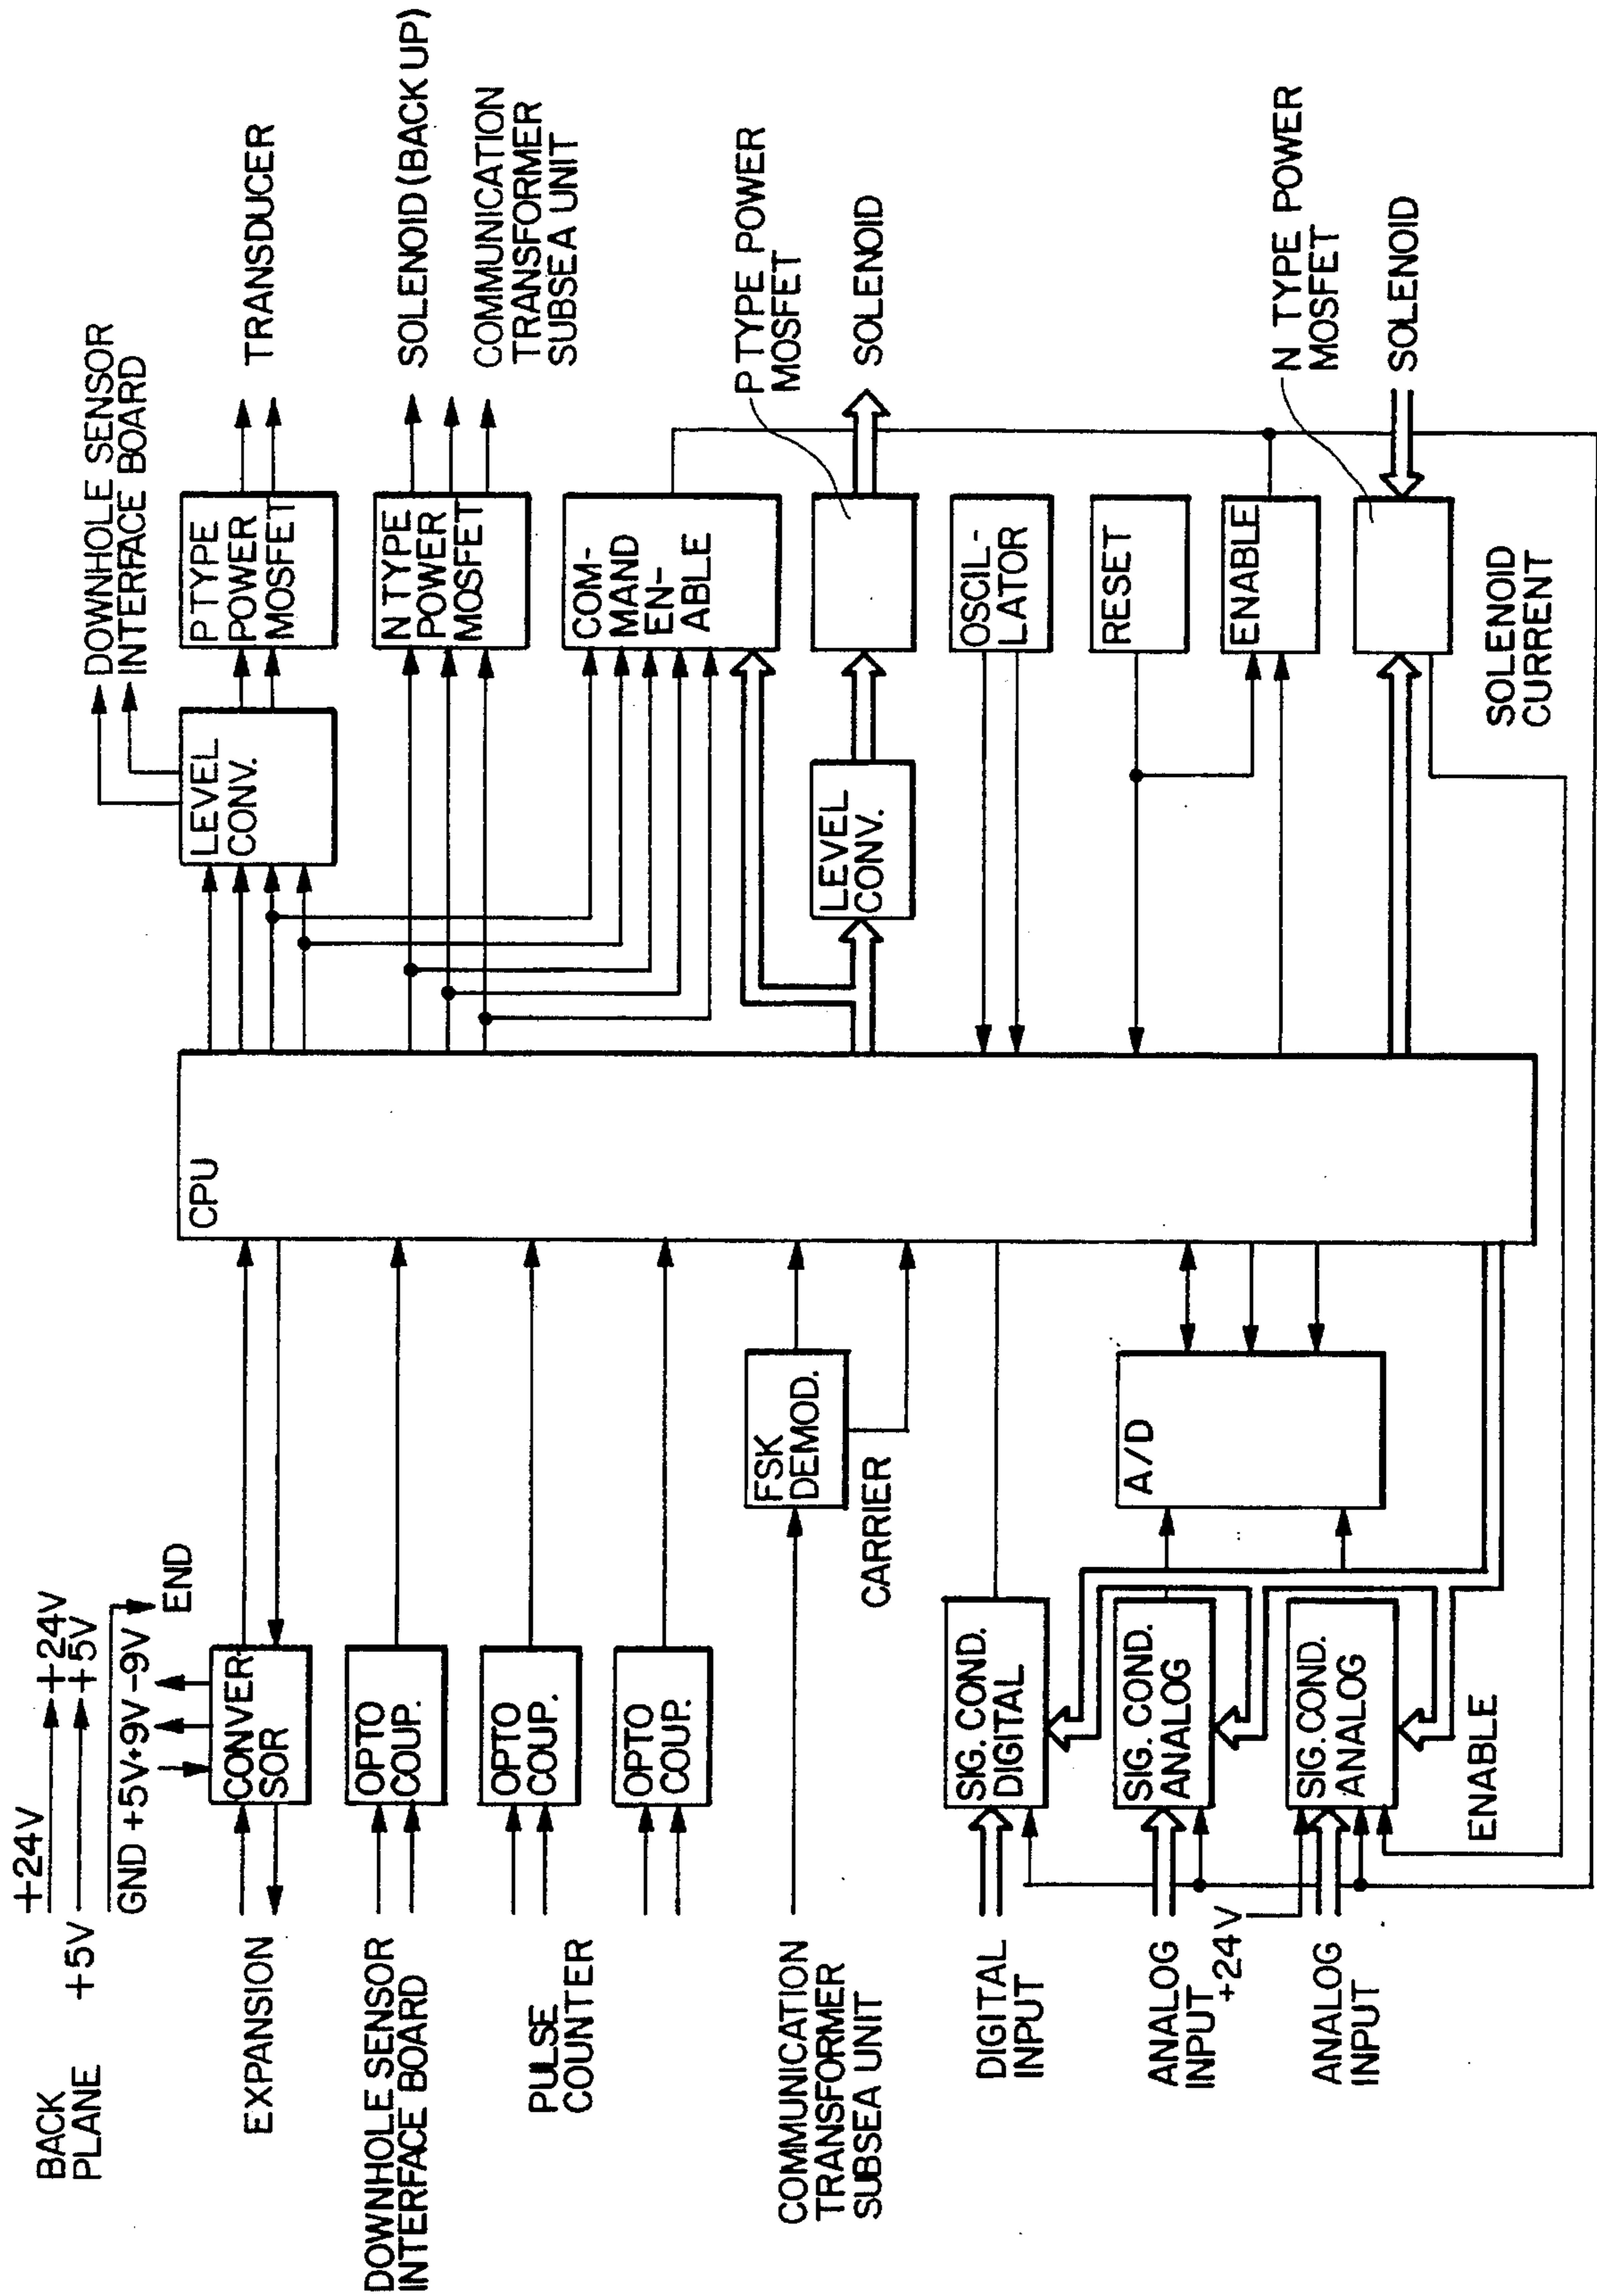 BACK
PLANE
+24V
+24V
+5V
+5V
GND +5V+9V -9V
END
EXPANSION
CONVER
SOR
DOWNHOLE SENSOR
INTERFACE BOARD
OPTO
COUP.
PULSE
COUNTER
OPTO
COUP.
OPTO
COUP.
COMMUNICATION
TRANSFORMER
SUBSEA UNIT
FSK
DEMOD.
CARRIER
DIGITAL
INPUT
SIG. COND.
DIGITAL
ANALOG
INPUT
+24V
SIG. COND.
ANALOG
ANALOG
INPUT
SIG. COND.
ANALOG
ENABLE
A/D
CPU
DOWNHOLE SENSOR
INTERFACE BOARD
LEVEL
CONV.
P TYPE
POWER
MOSFET
TRANSDUCER
N TYPE
POWER
MOSFET
SOLENOID (BACK UP)
COMMUNICATION
TRANSFORMER
SUBSEA UNIT
COM-
MAND
EN-
ABLE
P TYPE POWER
MOSFET
LEVEL
CONV.
SOLENOID
OSCIL-
LATOR
RESET
ENABLE
N TYPE POWER
MOSFET
SOLENOID
SOLENOID
CURRENT